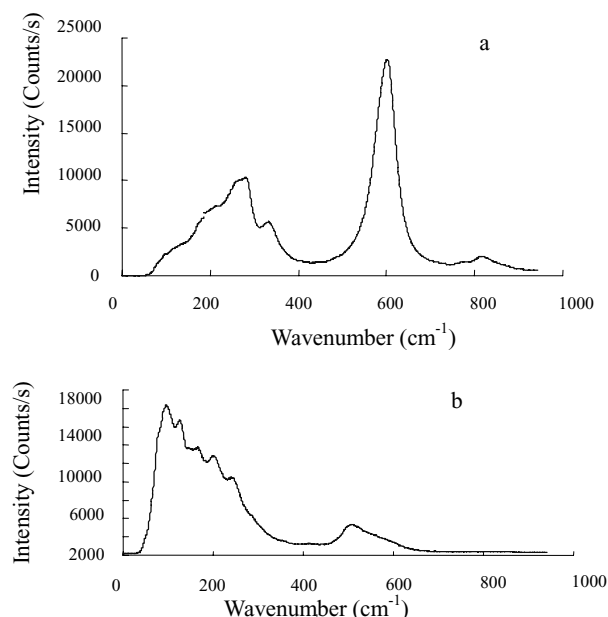 25000
a
20000
15000
10000
5000
0
Intensity (Counts/s)
0 200 400 600 800 1000
Wavenumber (cm-1)
18000
b
14000
10000
6000
2000
Intensity (Counts/s)
0 200 400 600 800 1000
Wavenumber (cm-1)